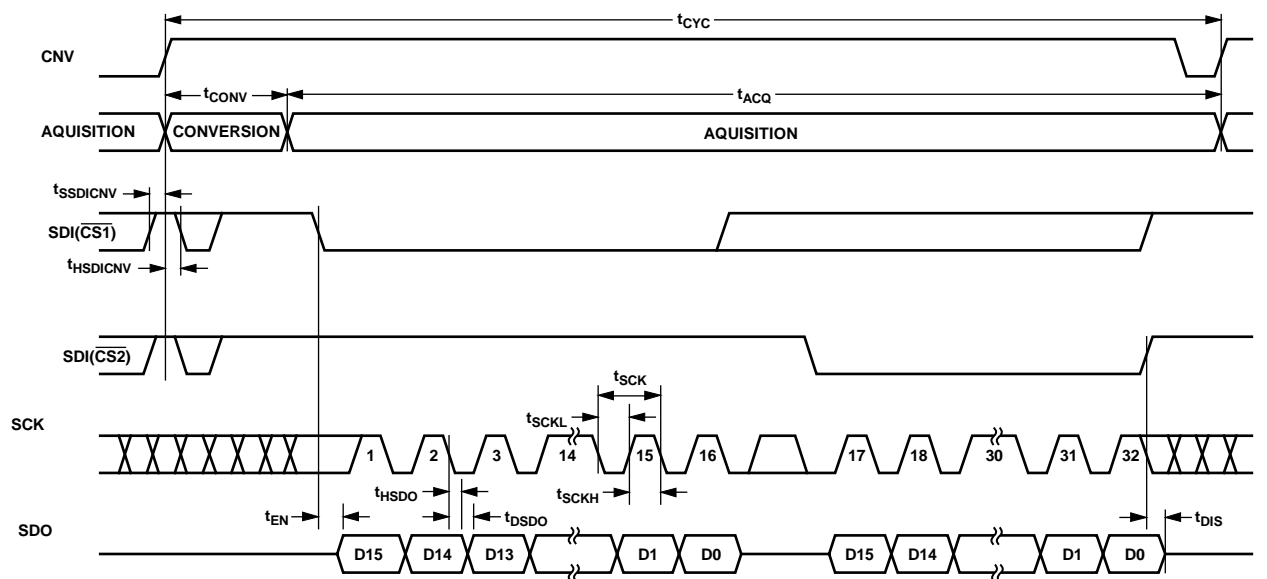 tCYC
CNV
tCONV
tACQ
AQUISITION CONVERSION AQUISITION
tSSDICNV
SDI(CS1)
tHSDICNV
SDI(CS2)
tSCK
SCK
tSCKL
1 2 3 14 15 16 17 18 30 31 32
tHSDO
tSCKH
tEN
tDSDO
tDIS
SDO
D15 D14 D13 D1 D0 D15 D14 D1 D0